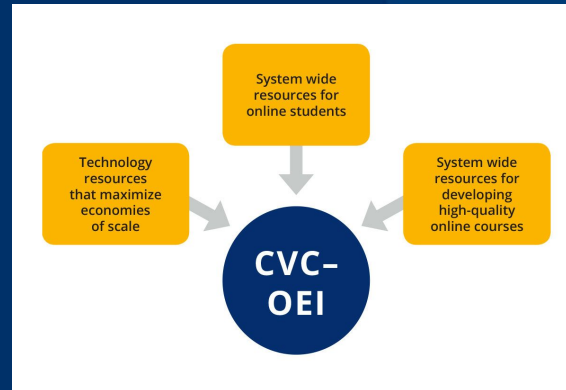 System wide
resources for
online students
Technology
resources
that maximize
economies
of scale
System wide
resources for
developing
high-quality
online courses
CVC–
OEI